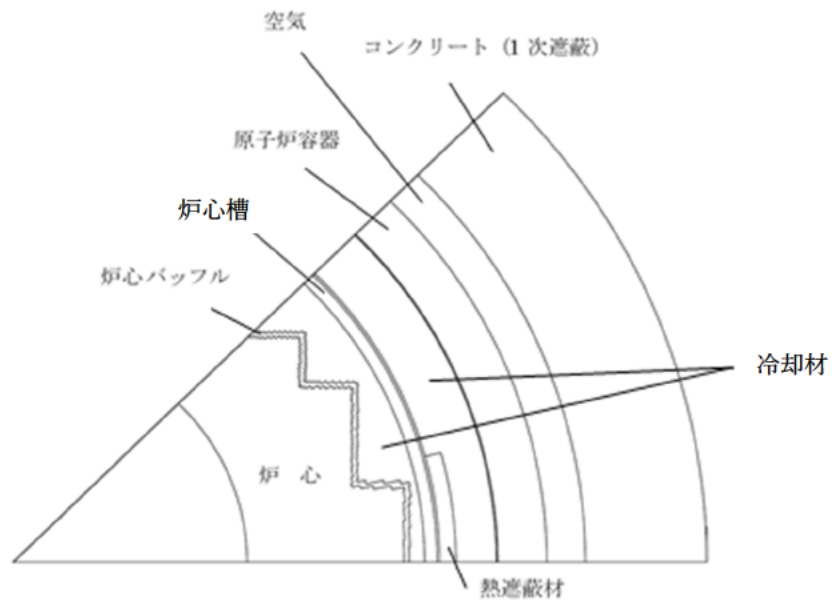 空気
コンクリート（1 次遮蔽）
原子炉容器
炉心槽
炉心バッフル
冷却材
炉　心
熱遮蔽材